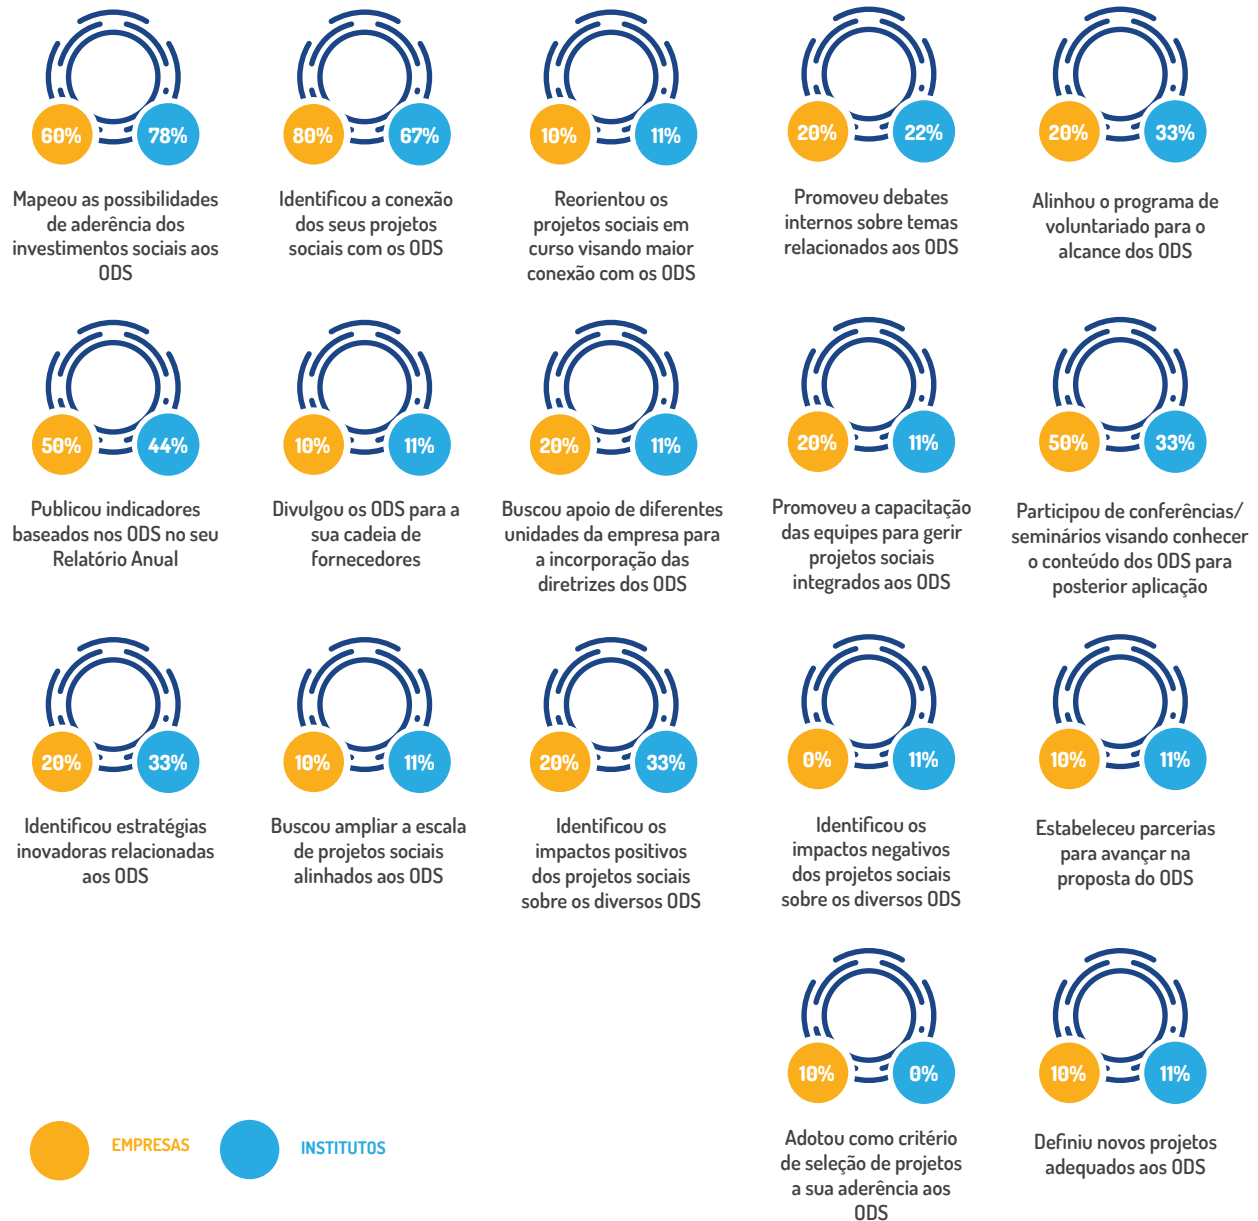 60% 78%
Mapeou as possibilidades
de aderência dos
investimentos sociais aos
ODS
80% 67%
Identificou a conexão
dos seus projetos
sociais com os ODS
10% 11%
Reorientou os
projetos sociais em
curso visando maior
conexão com os ODS
20% 22%
Promoveu debates
internos sobre temas
relacionados aos ODS
20% 33%
Alinhou o programa de
voluntariado para o
alcance dos ODS
50% 44%
Publicou indicadores
baseados nos ODS no seu
Relatório Anual
10% 11%
Divulgou os ODS para a
sua cadeia de
fornecedores
20% 11%
Buscou apoio de diferentes
unidades da empresa para
a incorporação das
diretrizes dos ODS
20% 11%
Promoveu a capacitação
das equipes para gerir
projetos sociais
integrados aos ODS
50% 33%
Participou de conferências/
seminários visando conhecer
o conteúdo dos ODS para
posterior aplicação
20% 33%
Identificou estratégias
inovadoras relacionadas
aos ODS
10% 11%
Buscou ampliar a escala
de projetos sociais
alinhados aos ODS
20% 33%
Identificou os
impactos positivos
dos projetos sociais
sobre os diversos ODS
0% 11%
Identificou os
impactos negativos
dos projetos sociais
sobre os diversos ODS
10% 11%
Estabeleceu parcerias
para avançar na
proposta do ODS
10% 0%
Adotou como critério
de seleção de projetos
a sua aderência aos
ODS
10% 11%
Definiu novos projetos
adequados aos ODS
EMPRESAS
INSTITUTOS